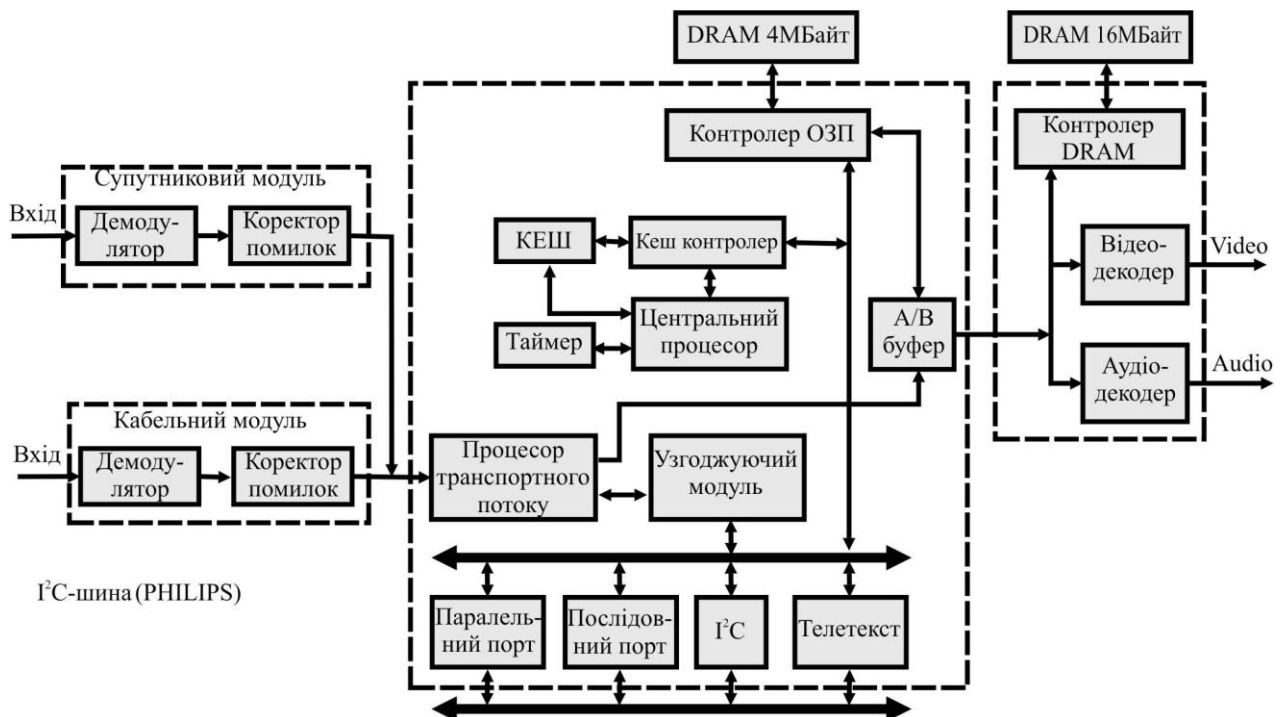 DRAM 4МБайт
DRAM 16МБайт
Контролер ОЗП
Контролер
DRAM
Супутниковий модуль
Вхід
Демоду-
лятор
Коректор
помилок
КЕШ
Кеш контролер
Відео-
декодер
Video
Таймер
Центральний
процесор
А/В
буфер
Аудіо-
декодер
Audio
Кабельний модуль
Вхід
Демоду-
лятор
Коректор
помилок
Процесор
транспортного
потоку
Узгоджуючий
модуль
I²C-шина (PHILIPS)
Паралель-
ний порт
Послідов-
ний порт
I²C
Телетекст